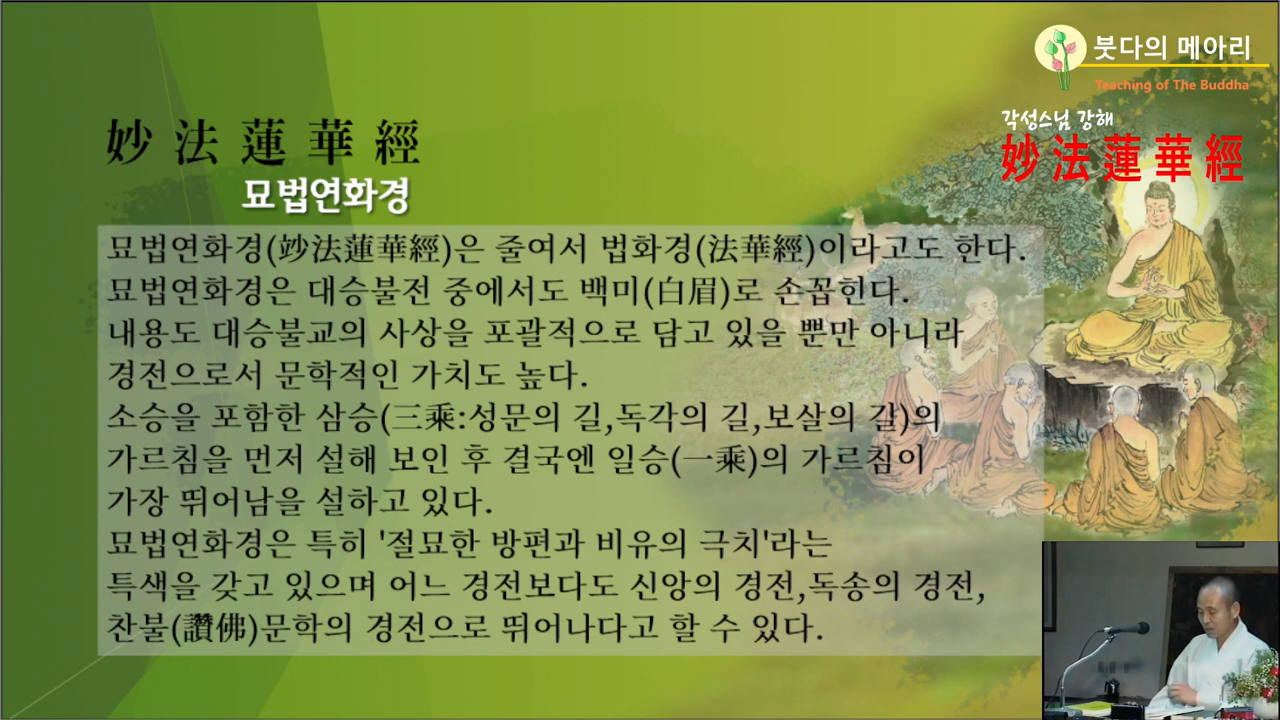 붓다의 메아리
Teaching of The Buddha
각성스님 강해
妙法蓮華經
妙法蓮華經
묘법연화경
묘법연화경(竗法蓮華經)은 줄여서 법화경(法華經)이라고도 한다.
묘법연화경은 대승불전 중에서도 백미(白眉)로 손꼽힌다.
내용도 대승불교의 사상을 포괄적으로 담고 있을 뿐만 아니라
경전으로서 문학적인 가치도 높다.
소승을 포함한 삼승(三乘:성문의 길,독각의 길,보살의 길)의
가르침을 먼저 설해 보인 후 결국엔 일승(一乘)의 가르침이
가장 뛰어남을 설하고 있다.
묘법연화경은 특히 '절묘한 방편과 비유의 극치'라는
특색을 갖고 있으며 어느 경전보다도 신앙의 경전,독송의 경전,
찬불(讚佛)문학의 경전으로 뛰어나다고 할 수 있다.